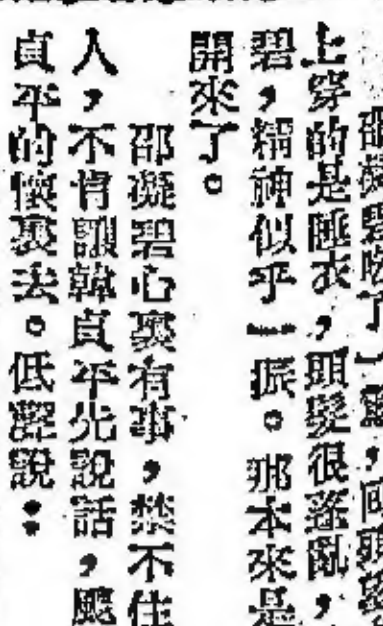 邵凝碧吃了一驚，回頭
上穿的是睡衣，頭髮很蓬亂，
碧，精神似乎一振。那本來是
開來了。
邵凝碧心裏有事，禁不住
人，不肯讓韓貞平先說話，颼
貞平的懷裏去。低聲說：